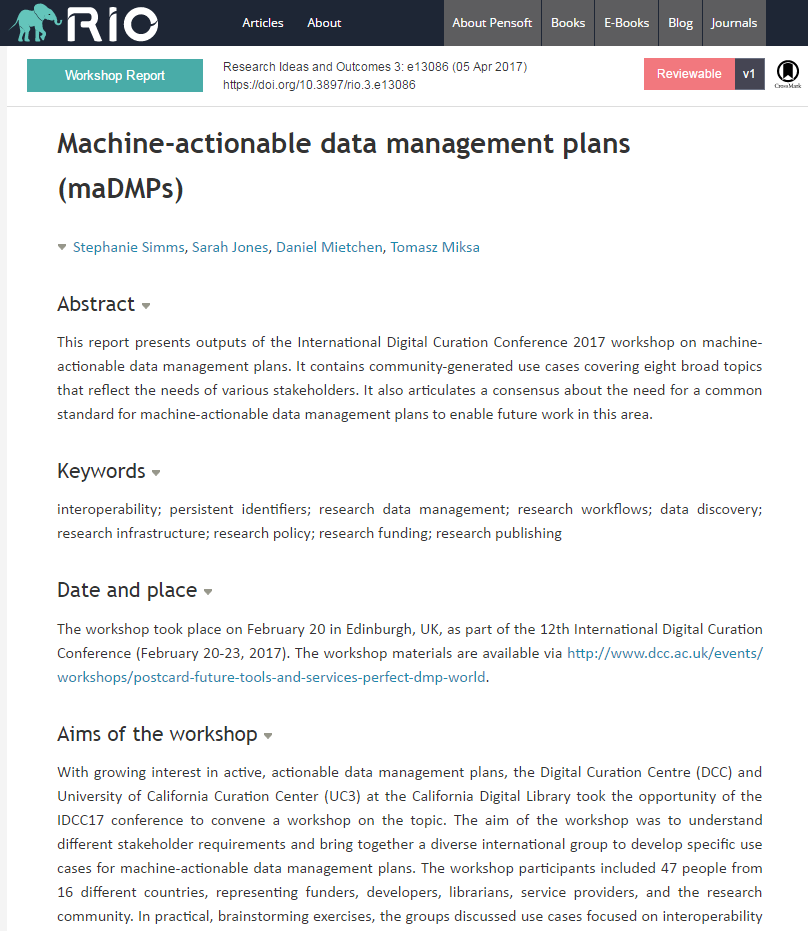 RIO
Articles About About Pensoft Books E-Books Blog Journals
Workshop Report
Research Ideas and Outcomes 3: e13086 (05 Apr 2017)
https://doi.org/10.3897/rio.3.e13086
Reviewable v1
CrossMark
Machine-actionable data management plans
(maDMPs)
Stephanie Simms, Sarah Jones, Daniel Mietchen, Tomasz Miksa
Abstract
This report presents outputs of the International Digital Curation Conference 2017 workshop on machine-
actionable data management plans. It contains community-generated use cases covering eight broad topics
that reflect the needs of various stakeholders. It also articulates a consensus about the need for a common
standard for machine-actionable data management plans to enable future work in this area.
Keywords
interoperability; persistent identifiers; research data management; research workflows; data discovery;
research infrastructure; research policy; research funding; research publishing
Date and place
The workshop took place on February 20 in Edinburgh, UK, as part of the 12th International Digital Curation
Conference (February 20-23, 2017). The workshop materials are available via http://www.dcc.ac.uk/events/
workshops/postcard-future-tools-and-services-perfect-dmp-world.
Aims of the workshop
With growing interest in active, actionable data management plans, the Digital Curation Centre (DCC) and
University of California Curation Center (UC3) at the California Digital Library took the opportunity of the
IDCC17 conference to convene a workshop on the topic. The aim of the workshop was to understand
different stakeholder requirements and bring together a diverse international group to develop specific use
cases for machine-actionable data management plans. The workshop participants included 47 people from
16 different countries, representing funders, developers, librarians, service providers, and the research
community. In practical, brainstorming exercises, the groups discussed use cases focused on interoperability